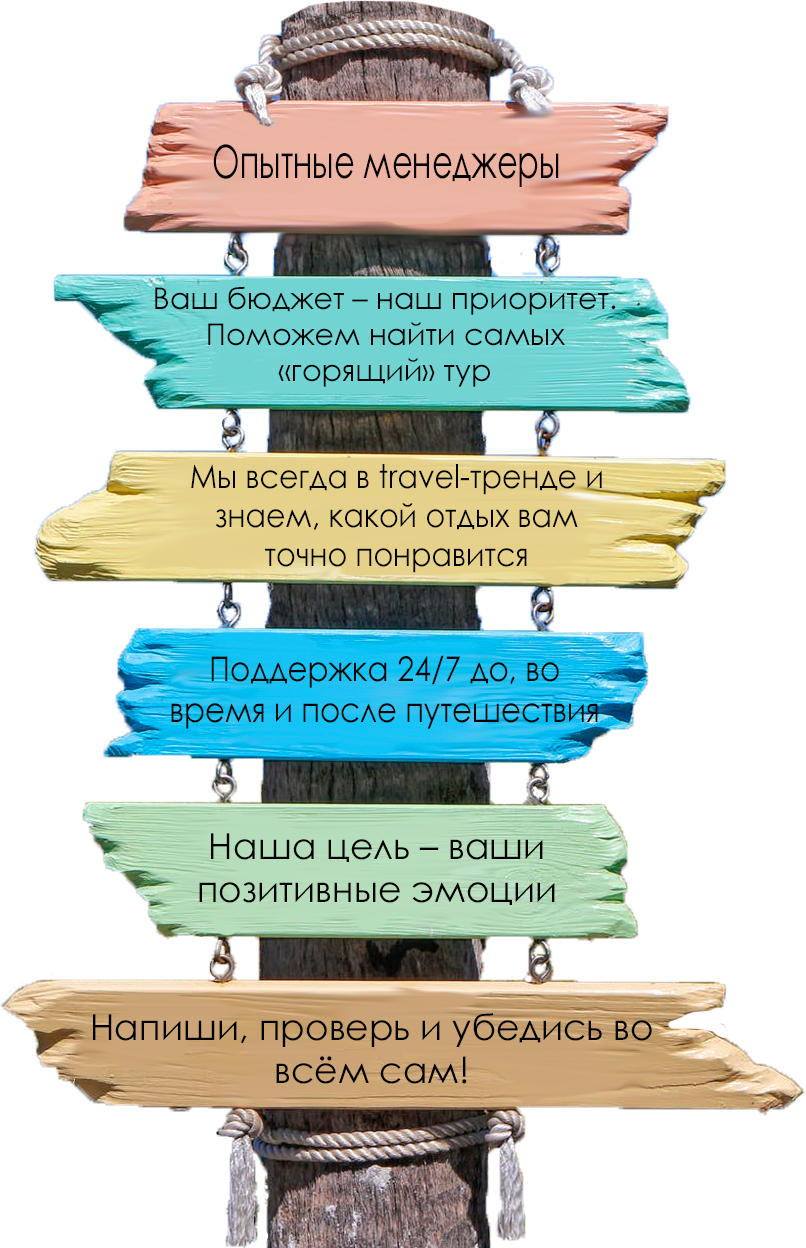 Опытные менеджеры
Ваш бюджет – наш приоритет.
Поможем найти самых
«горящий» тур
Мы всегда в travel-тренде и
знаем, какой отдых вам
точно понравится
Поддержка 24/7 до, во
время и после путешествия
Наша цель – ваши
позитивные эмоции
Напиши, проверь и убедись во
всём сам!